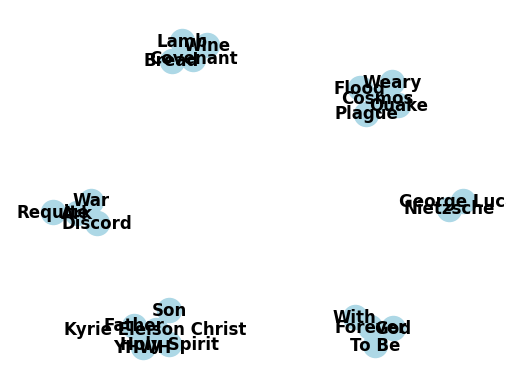 Lamb
Wine
Covenant
Bread
Weary
Flood
Cosmos
Quake
Plague
War
George Luc
Nietzsche
Ark
Discord
Son
With
Father
Forever
God
Kyrie Eleison Christ
Holy Spirit
To Be
YHWH